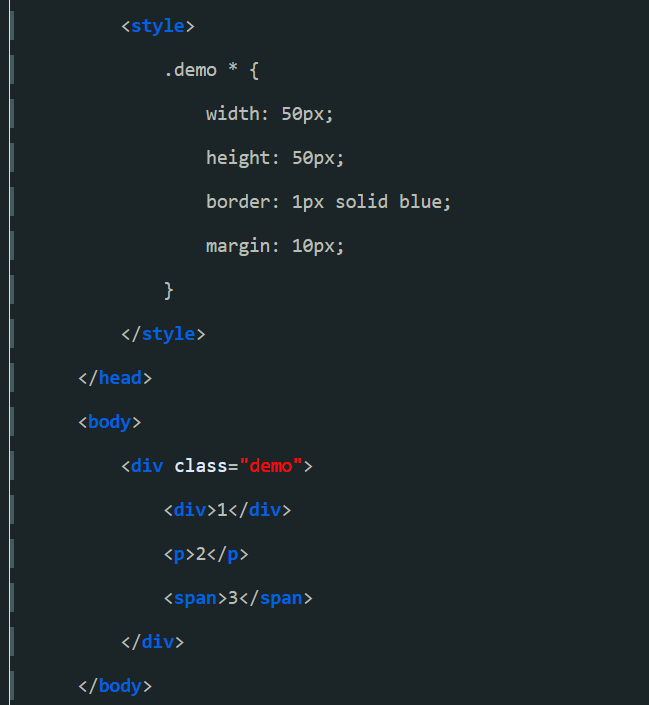 <style>
.demo * {
width: 50px;
height: 50px;
border: 1px solid blue;
margin: 10px;
}
</style>
</head>
<body>
<div class="demo">
<div>1</div>
<p>2</p>
<span>3</span>
</div>
</body>